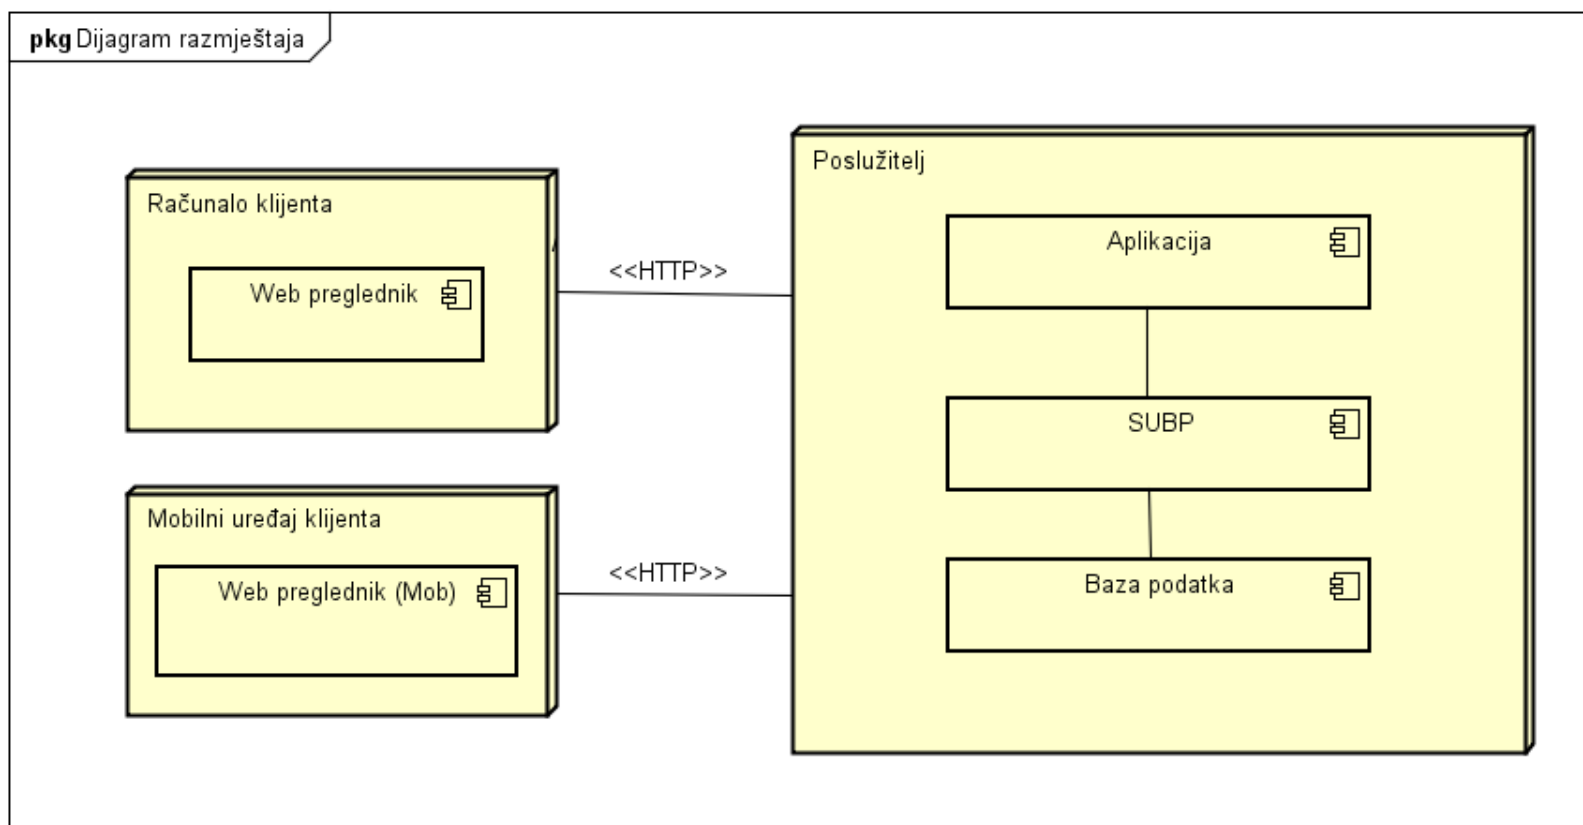 pkg Dijagram razmještaja
Računalo klijenta
Web preglednik
<<HTTP>>
Mobilni uređaj klijenta
Web preglednik (Mob)
<<HTTP>>
Poslužitelj
Aplikacija
SUBP
Baza podatka